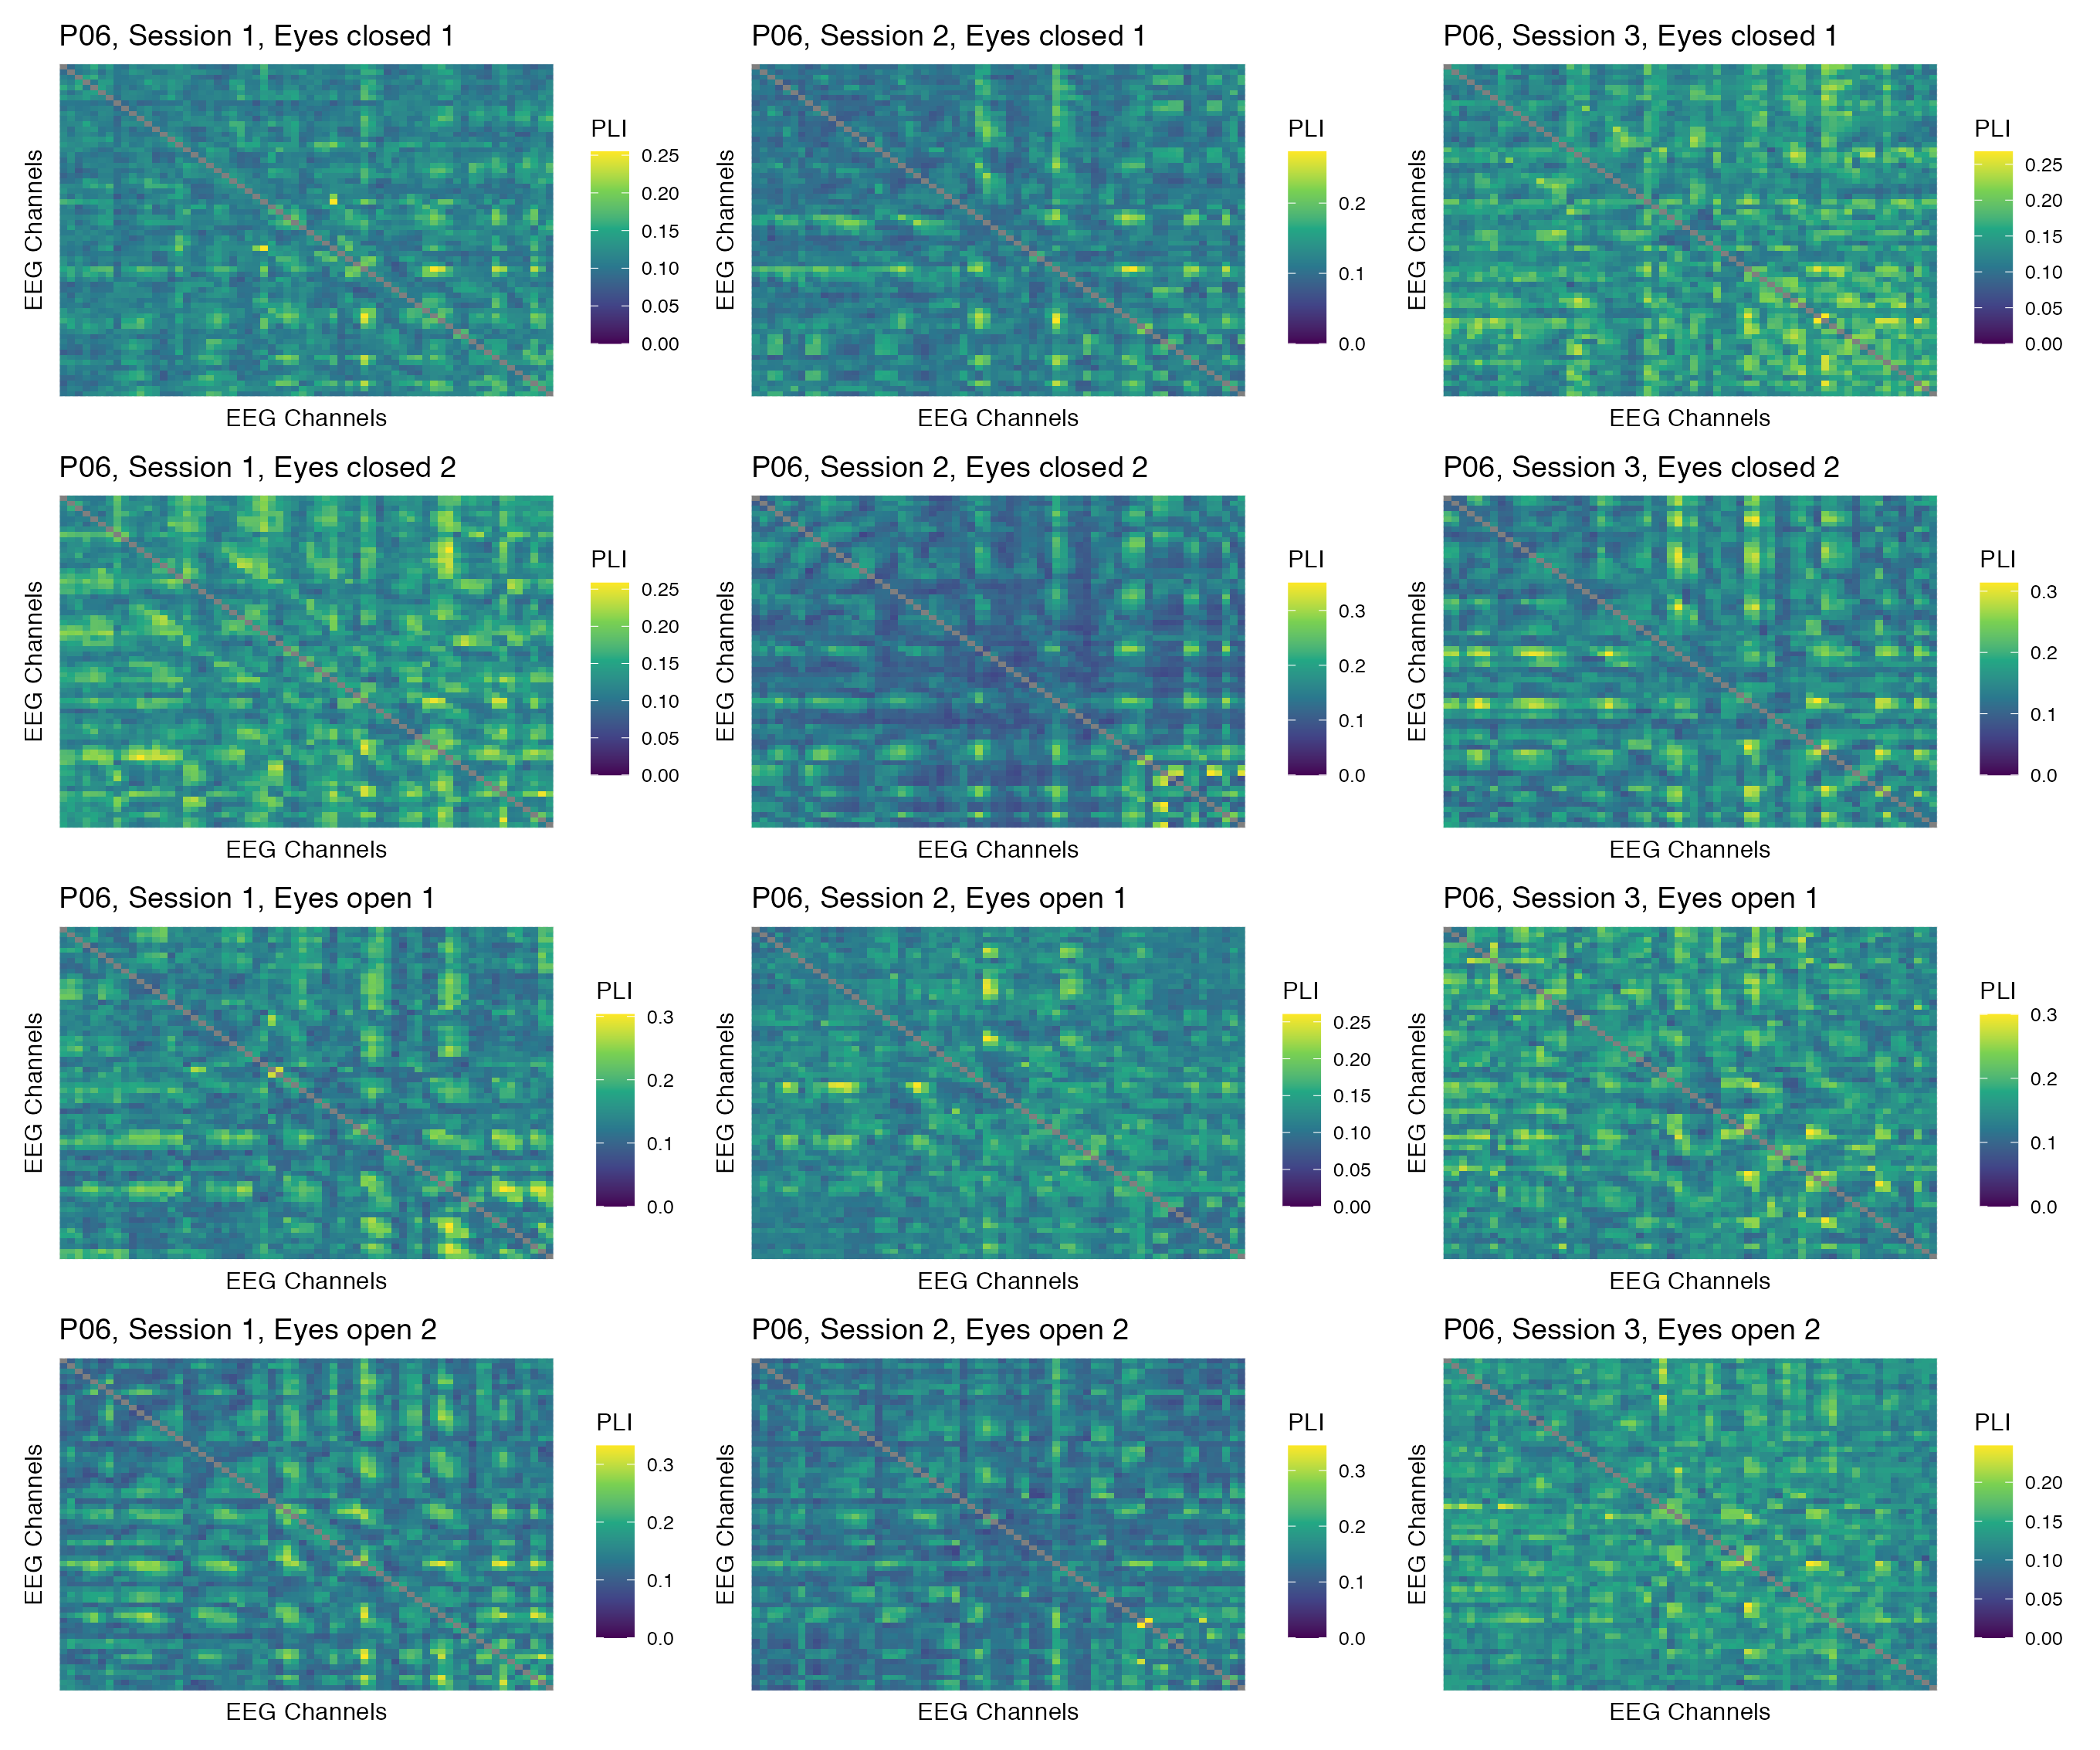 P06, Session 1, Eyes closed 1
EEG Channels
EEG Channels
PLI
0.25
0.20
0.15
0.10
0.05
0.00
P06, Session 2, Eyes closed 1
EEG Channels
EEG Channels
PLI
0.2
0.1
0.0
P06, Session 3, Eyes closed 1
EEG Channels
EEG Channels
PLI
0.25
0.20
0.15
0.10
0.05
0.00
P06, Session 1, Eyes closed 2
EEG Channels
EEG Channels
PLI
0.25
0.20
0.15
0.10
0.05
0.00
P06, Session 2, Eyes closed 2
EEG Channels
EEG Channels
PLI
0.3
0.2
0.1
0.0
P06, Session 3, Eyes closed 2
EEG Channels
EEG Channels
PLI
0.3
0.2
0.1
0.0
P06, Session 1, Eyes open 1
EEG Channels
EEG Channels
PLI
0.3
0.2
0.1
0.0
P06, Session 2, Eyes open 1
EEG Channels
EEG Channels
PLI
0.25
0.20
0.15
0.10
0.05
0.00
P06, Session 3, Eyes open 1
EEG Channels
EEG Channels
PLI
0.3
0.2
0.1
0.0
P06, Session 1, Eyes open 2
EEG Channels
EEG Channels
PLI
0.3
0.2
0.1
0.0
P06, Session 2, Eyes open 2
EEG Channels
EEG Channels
PLI
0.3
0.2
0.1
0.0
P06, Session 3, Eyes open 2
EEG Channels
EEG Channels
PLI
0.20
0.15
0.10
0.05
0.00